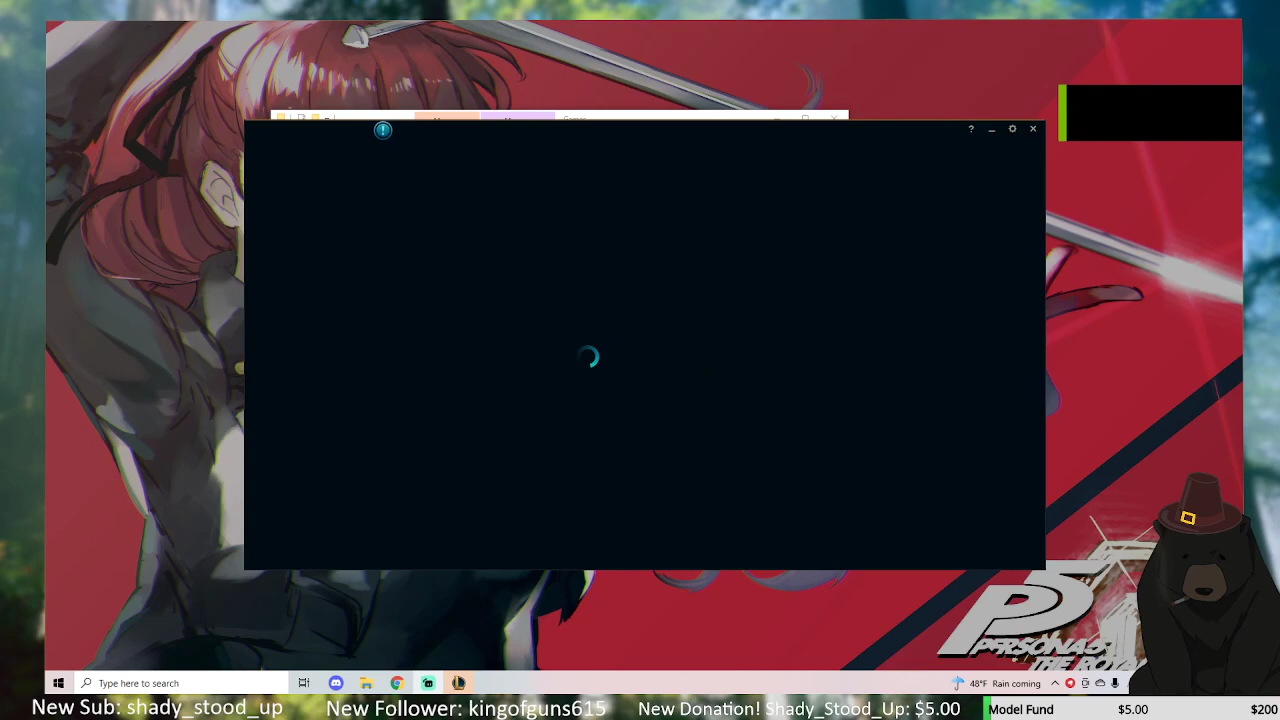 ?
Type here to search
48°F Rain coming
P5
PERSONA5
THE ROYAL
New Sub: shady_stood_up
New Follower: kingofguns615
New Donation! Shady_Stood_Up: $5.00
Model Fund $5.00 $200